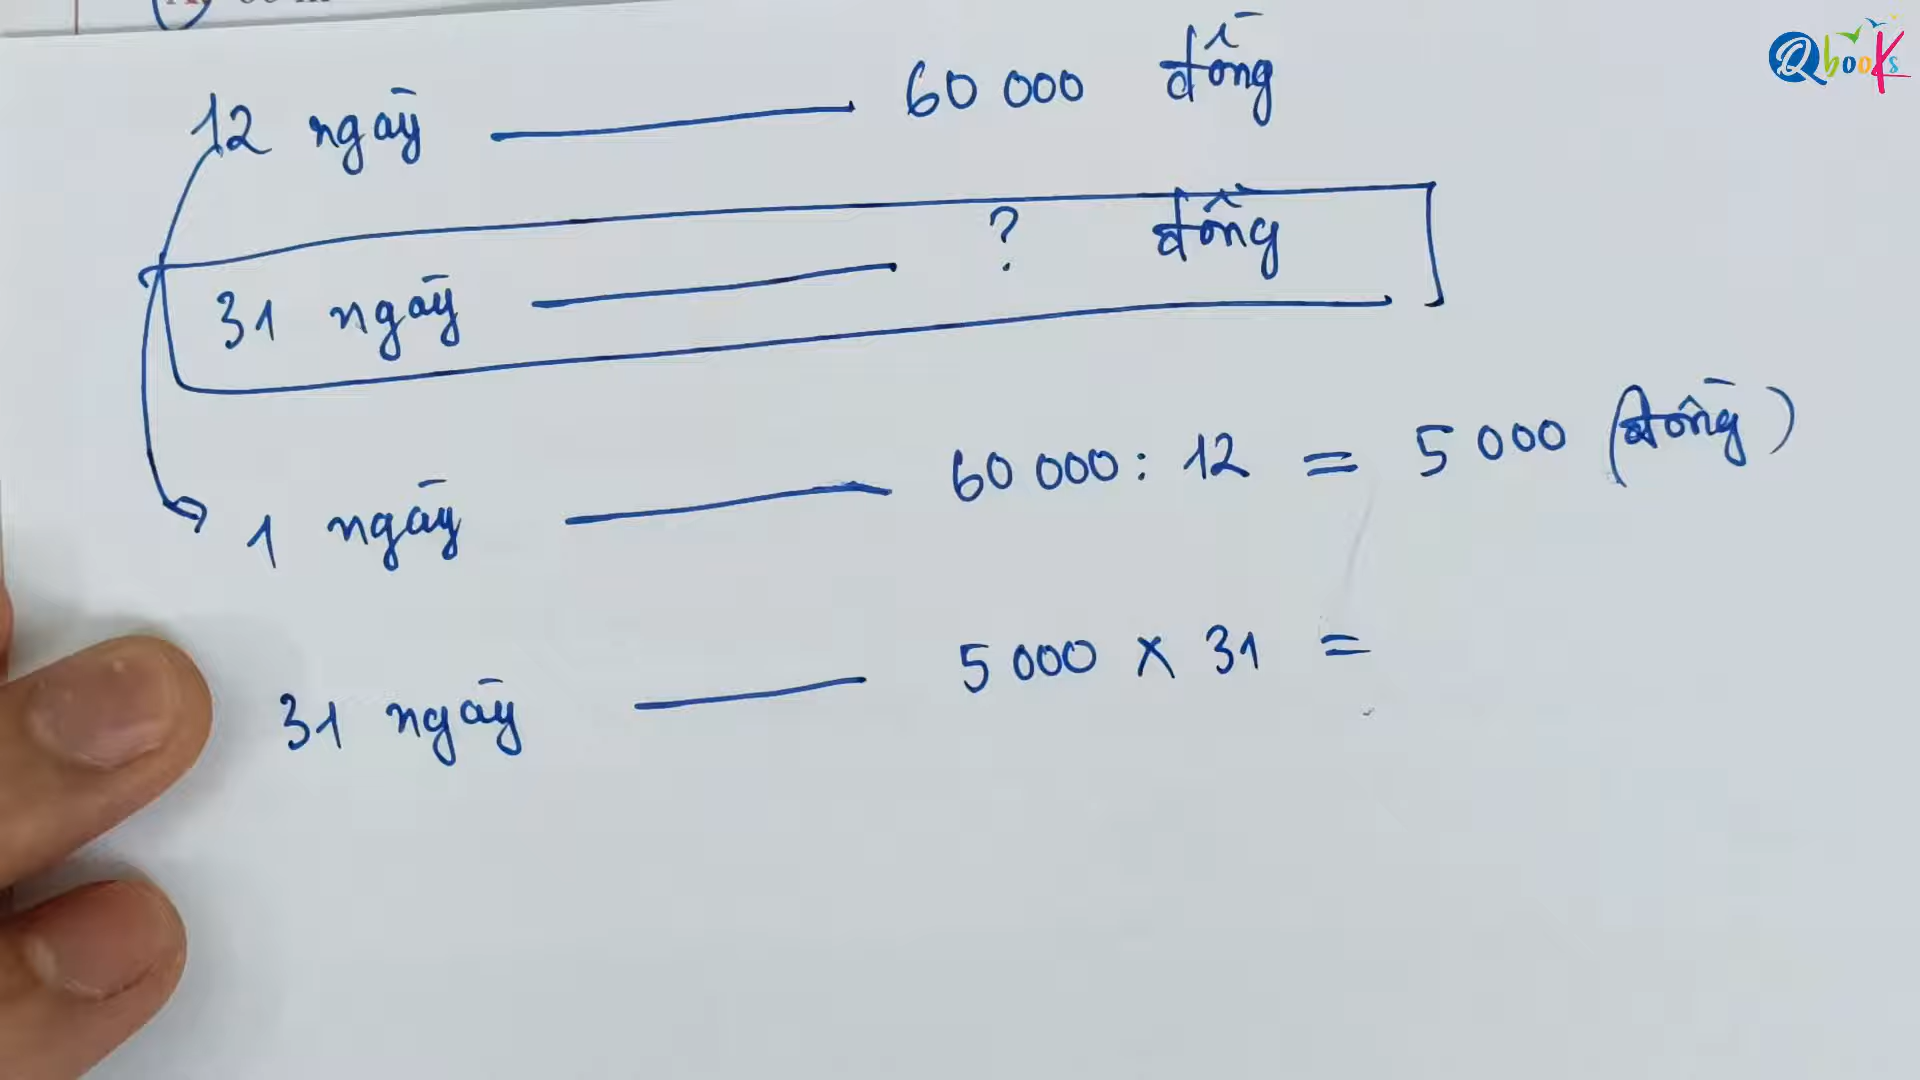 Qbooks
12 ngày — 60 000 đồng
31 ngày — ? đồng
1 ngày — 60 000 : 12 = 5 000 (đồng)
31 ngày — 5 000 x 31 =